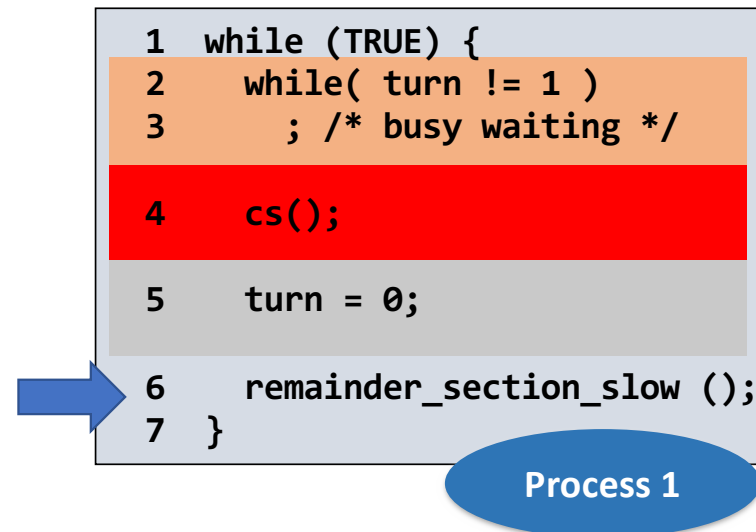 1 while (TRUE) {
2 while( turn != 1 )
3 ; /* busy waiting */
4 cs();
5 turn = 0;
6 remainder_section_slow ();
7 }
Process 1